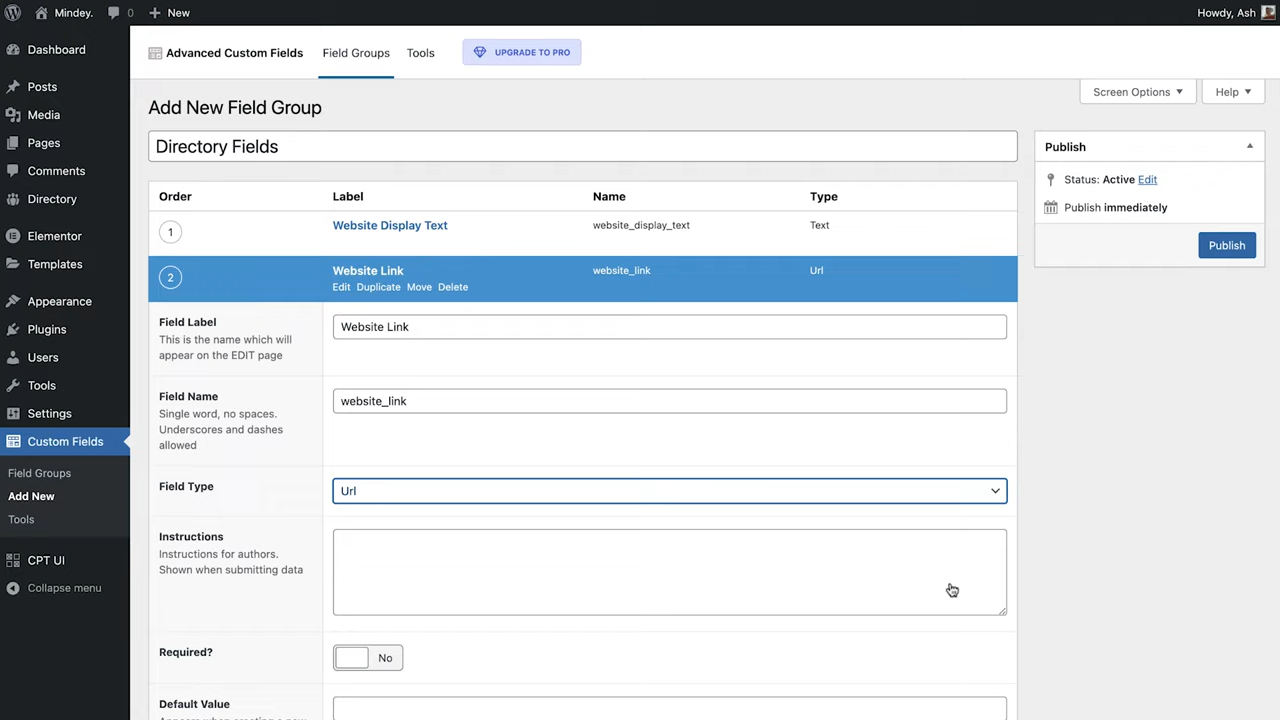 Mindey.
0
New
Howdy, Ash
Dashboard
Posts
Media
Pages
Comments
Directory
Elementor
Templates
Appearance
Plugins
Users
Tools
Settings
Custom Fields
Field Groups
Add New
Tools
CPT UI
Collapse menu
Advanced Custom Fields
Field Groups
Tools
UPGRADE TO PRO
Screen Options
Help
Add New Field Group
Directory Fields
Order Label Name Type
1 Website Display Text website_display_text Text
2 Website Link website_link Url
Edit Duplicate Move Delete
Field Label
This is the name which will
appear on the EDIT page
Website Link
Field Name
Single word, no spaces.
Underscores and dashes
allowed
website_link
Field Type
Url
Instructions
Instructions for authors.
Shown when submitting data
Required?
No
Default Value
Appears when creating a new
Publish
Status: Active Edit
Publish immediately
Publish